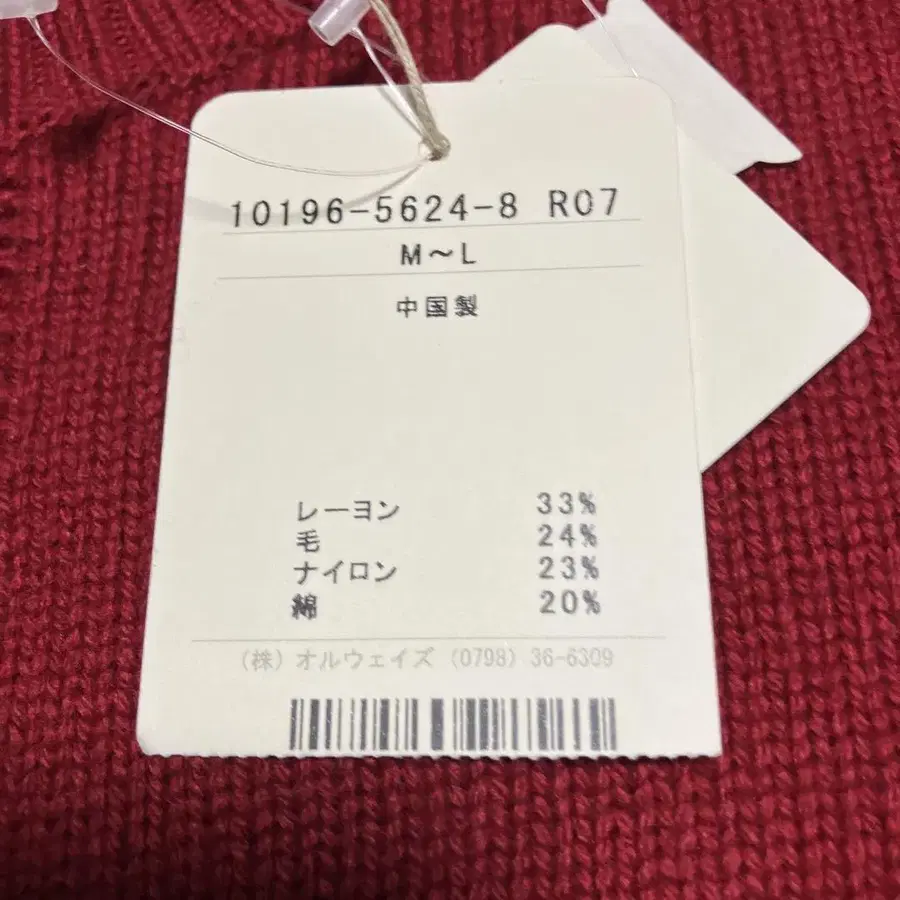 10196-5624-8 R07
M～L
中国製
レーヨン 33%
毛 24%
ナイロン 23%
綿 20%
(株) オルウェイズ (0798) 36-6309